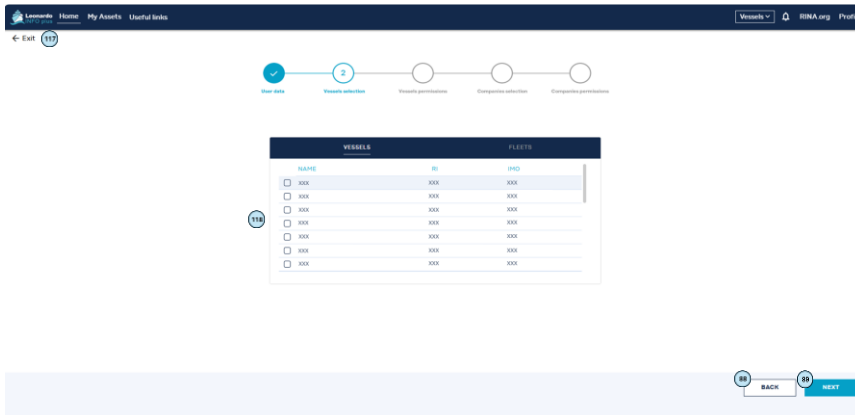 Leonardo INFO plus Home My Assets Useful links Vessels RINA.org Profi
← Exit 117
2
User data Vessels selection Vessels permissions Companies selection Companies permissions
VESSELS FLEETS
NAME RI IMO
XXX XXX XXX
XXX XXX XXX
XXX XXX XXX
118 XXX XXX XXX
XXX XXX XXX
XXX XXX XXX
XXX XXX XXX
88 BACK 89 NEXT